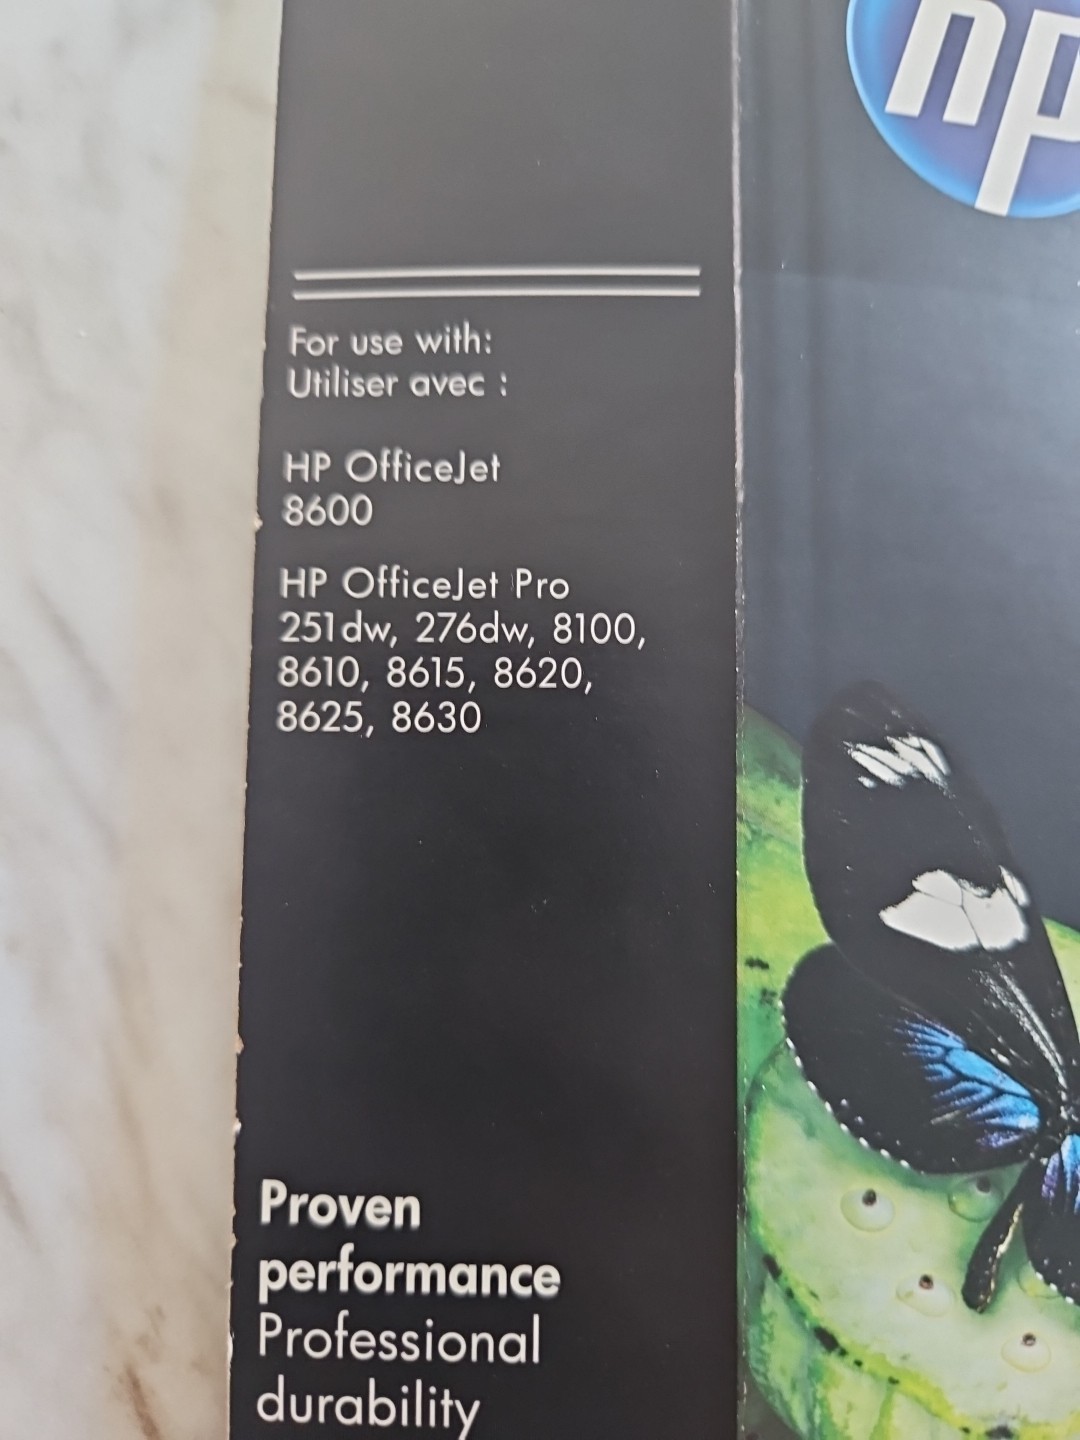 hp
For use with:
Utiliser avec :
HP OfficeJet
8600
HP OfficeJet Pro
251dw, 276dw, 8100,
8610, 8615, 8620,
8625, 8630
Proven
performance
Professional
durability